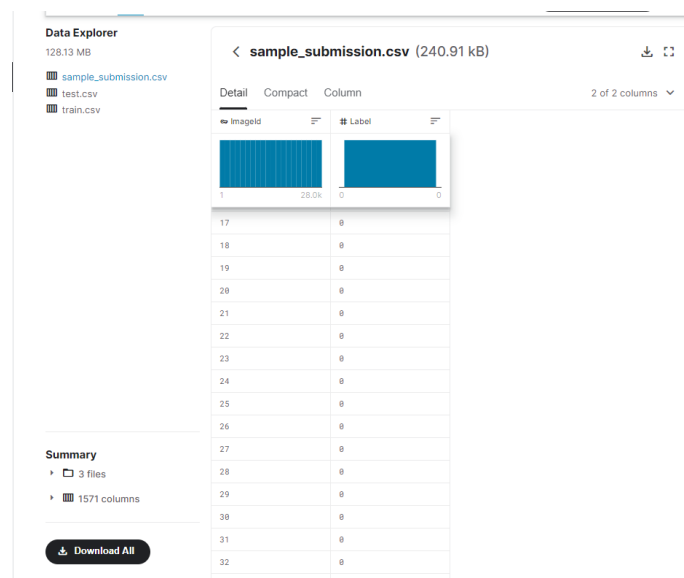 Data Explorer
128.13 MB
sample_submission.csv
test.csv
train.csv
Summary
3 files
1571 columns
Download All
sample_submission.csv (240.91 kB)
Detail Compact Column
2 of 2 columns
ImageId # Label
1 28.0k 0 0
17 0
18 0
19 0
20 0
21 0
22 0
23 0
24 0
25 0
26 0
27 0
28 0
29 0
30 0
31 0
32 0